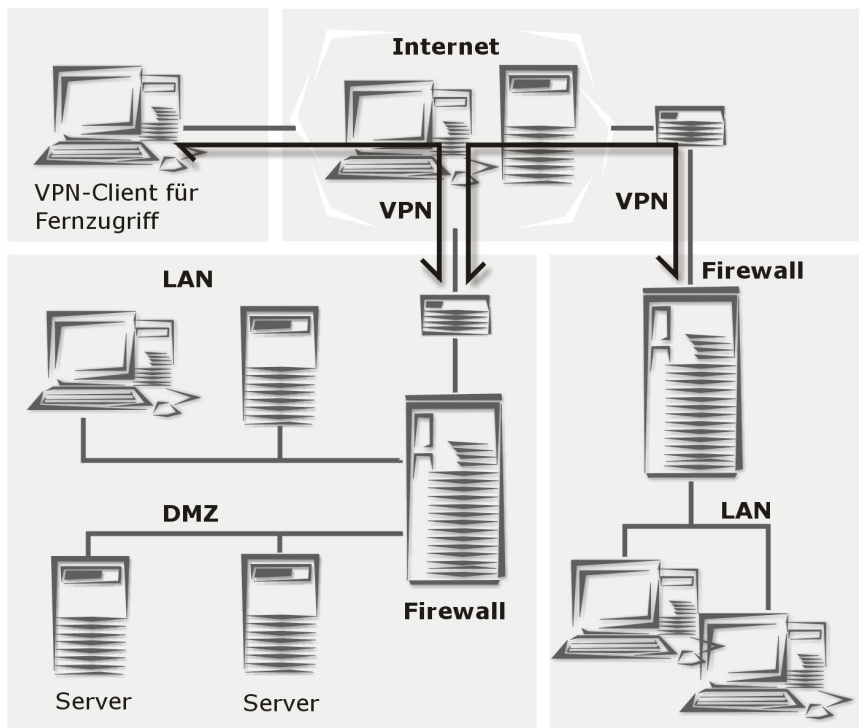 Internet
VPN-Client für
Fernzugriff
VPN
VPN
LAN
Firewall
DMZ
LAN
Firewall
Server
Server